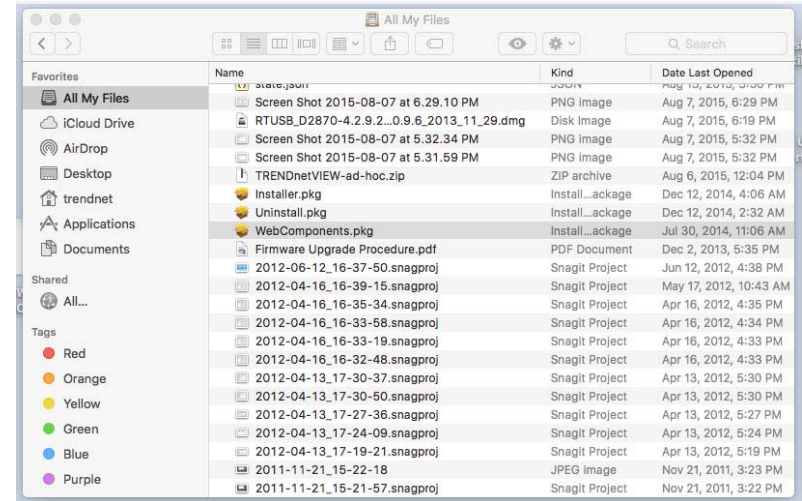 All My Files
Search
Favorites
All My Files
iCloud Drive
AirDrop
Desktop
trendnet
Applications
Documents
Shared
All...
Tags
Red
Orange
Yellow
Green
Blue
Purple
Name Kind Date Last Opened
state.json JSON Aug 13, 2015, 3:50 PM
Screen Shot 2015-08-07 at 6.29.10 PM PNG image Aug 7, 2015, 6:29 PM
RTUSB_D2870-4.2.9.2...0.9.6_2013_11_29.dmg Disk Image Aug 7, 2015, 6:19 PM
Screen Shot 2015-08-07 at 5.32.34 PM PNG image Aug 7, 2015, 5:32 PM
Screen Shot 2015-08-07 at 5.31.59 PM PNG image Aug 7, 2015, 5:32 PM
TRENDnetVIEW-ad-hoc.zip ZIP archive Aug 6, 2015, 12:04 PM
Installer.pkg Install...ackage Dec 12, 2014, 4:06 AM
Uninstall.pkg Install...ackage Dec 12, 2014, 2:32 AM
WebComponents.pkg Install...ackage Jul 30, 2014, 11:06 AM
Firmware Upgrade Procedure.pdf PDF Document Dec 2, 2013, 5:35 PM
2012-06-12_16-37-50.snagproj Snagit Project Jun 12, 2012, 4:38 PM
2012-04-16_16-39-15.snagproj Snagit Project May 17, 2012, 10:43 AM
2012-04-16_16-35-34.snagproj Snagit Project Apr 16, 2012, 4:35 PM
2012-04-16_16-33-58.snagproj Snagit Project Apr 16, 2012, 4:34 PM
2012-04-16_16-33-19.snagproj Snagit Project Apr 16, 2012, 4:33 PM
2012-04-16_16-32-48.snagproj Snagit Project Apr 16, 2012, 4:33 PM
2012-04-13_17-30-37.snagproj Snagit Project Apr 13, 2012, 5:30 PM
2012-04-13_17-30-50.snagproj Snagit Project Apr 13, 2012, 5:30 PM
2012-04-13_17-27-36.snagproj Snagit Project Apr 13, 2012, 5:27 PM
2012-04-13_17-24-09.snagproj Snagit Project Apr 13, 2012, 5:24 PM
2012-04-13_17-19-21.snagproj Snagit Project Apr 13, 2012, 5:19 PM
2011-11-21_15-22-18 JPEG image Nov 21, 2011, 3:23 PM
2011-11-21_15-21-57.snagproj Snagit Project Nov 21, 2011, 3:22 PM